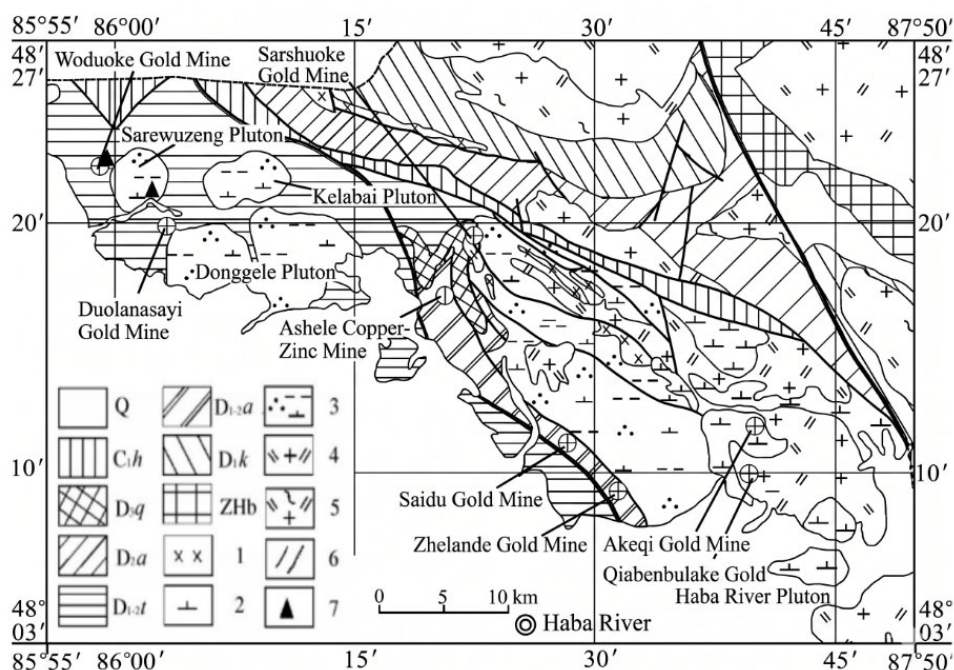 85°55′ 86°00′ 15′ 30′ 45′ 87°50′
48°
27′
48°
27′
Woduoke Gold Mine
Sarshuoke
Gold Mine
Sarewuzeng Pluton
Kelabai Pluton
20′
20′
Donggele Pluton
Duolanasayi
Gold Mine
Ashele Copper-
Zinc Mine
Q
D₁₋₂a
3
C₁h
D₁k
4
D₃q
ZHb
5
D₂a
1
6
D₁₋₂t
2
7
10′
10′
Saidu Gold Mine
Zhelande Gold Mine
Akeqi Gold Mine
Qiabenbulake Gold
Haba River Pluton
0 5 10 km
Haba River
48°
03′
48°
03′
85°55′ 86°00′ 15′ 30′ 45′ 87°50′